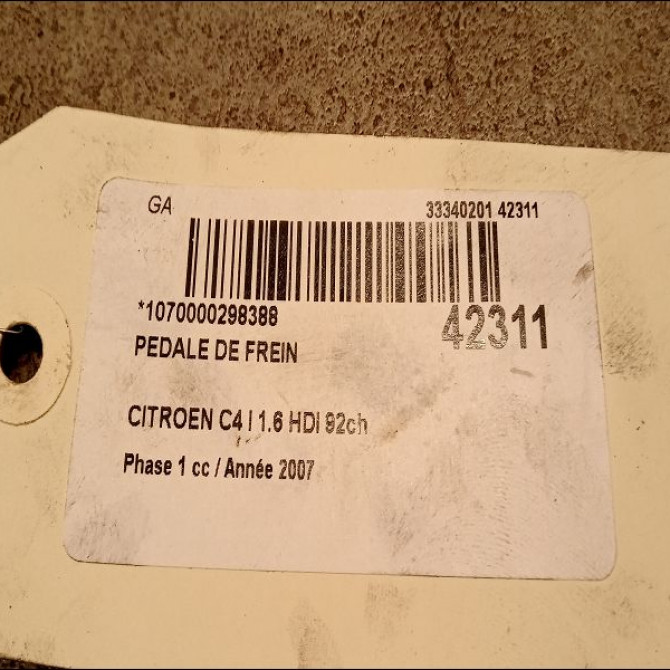 GA 33340201 42311
*1070000298388 42311
PEDALE DE FREIN
CITROEN C4 I 1.6 HDI 92ch
Phase 1 cc / Année 2007